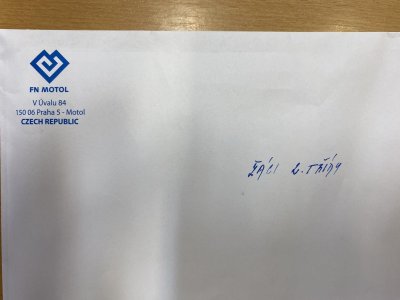 FN MOTOL
V Úvalu 84
150 06 Praha 5 - Motol
CZECH REPUBLIC
ŽÁCI 2. TŘÍDY